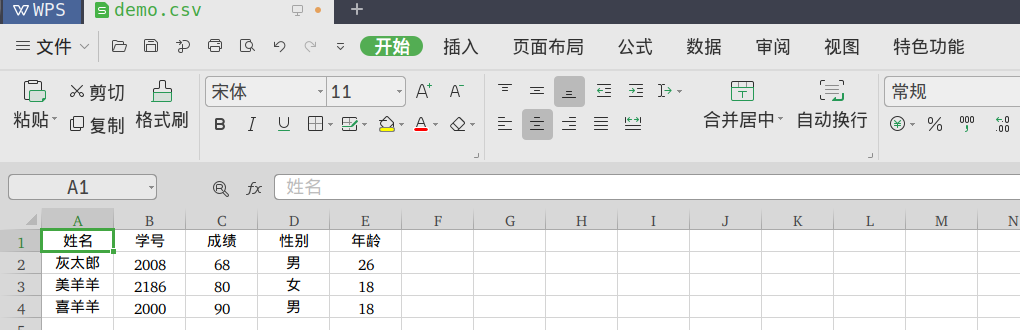 WPS demo.csv +
文件 开始 插入 页面布局 公式 数据 审阅 视图 特色功能
剪切 宋体 11 A+ A- 常规
粘贴 复制 格式刷 B I U A 合并居中 自动换行 ¥ % 000 .0 .00
A1 fx 姓名
A B C D E F G H I J K L M N
1 姓名 学号 成绩 性别 年龄
2 灰太郎 2008 68 男 26
3 美羊羊 2186 80 女 18
4 喜羊羊 2000 90 男 18
5